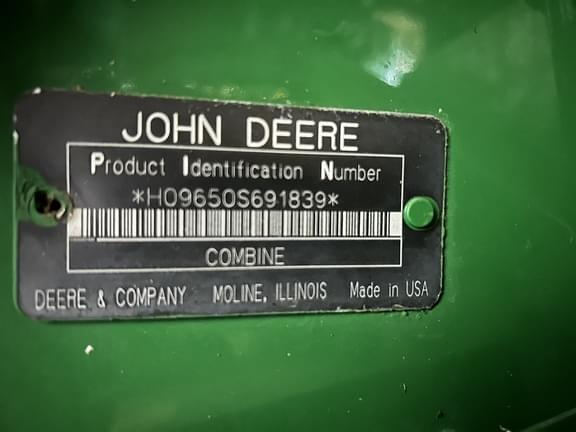 JOHN DEERE
Product Identification Number
*H09650S691839*
COMBINE
DEERE & COMPANY MOLINE, ILLINOIS Made in USA